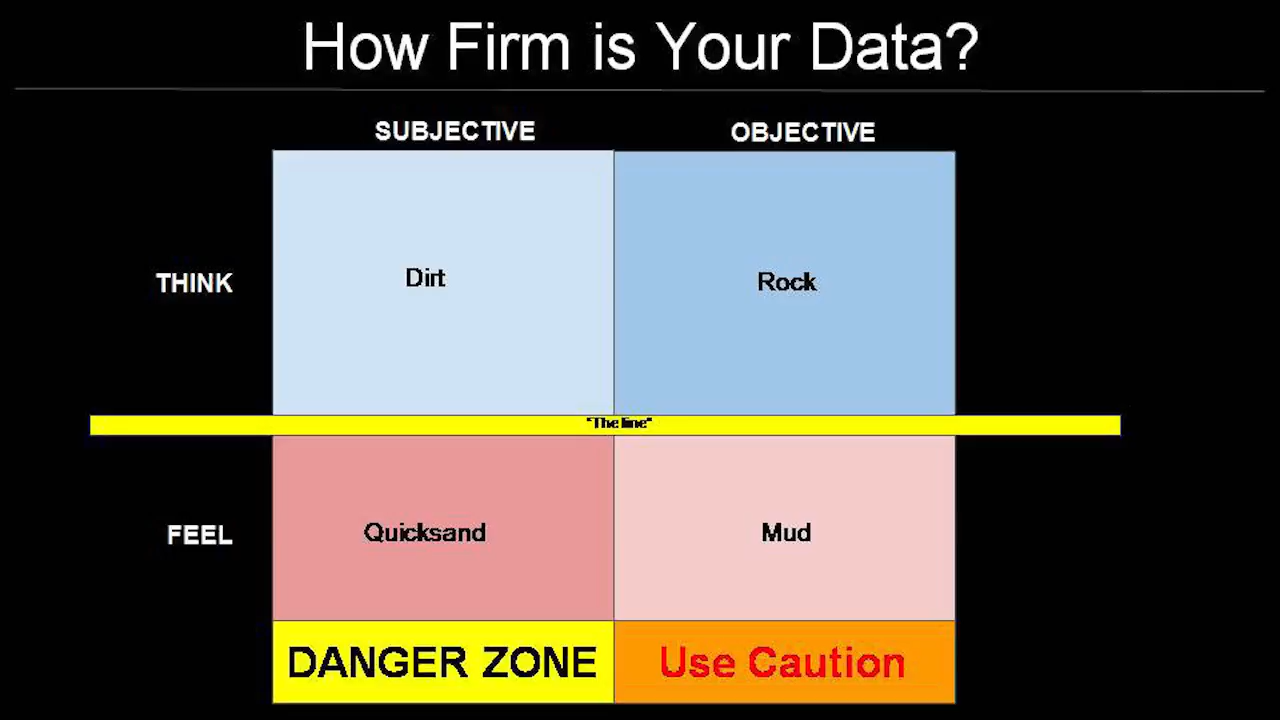 How Firm is Your Data?
SUBJECTIVE OBJECTIVE
THINK Dirt Rock
"The line"
FEEL Quicksand Mud
DANGER ZONE Use Caution